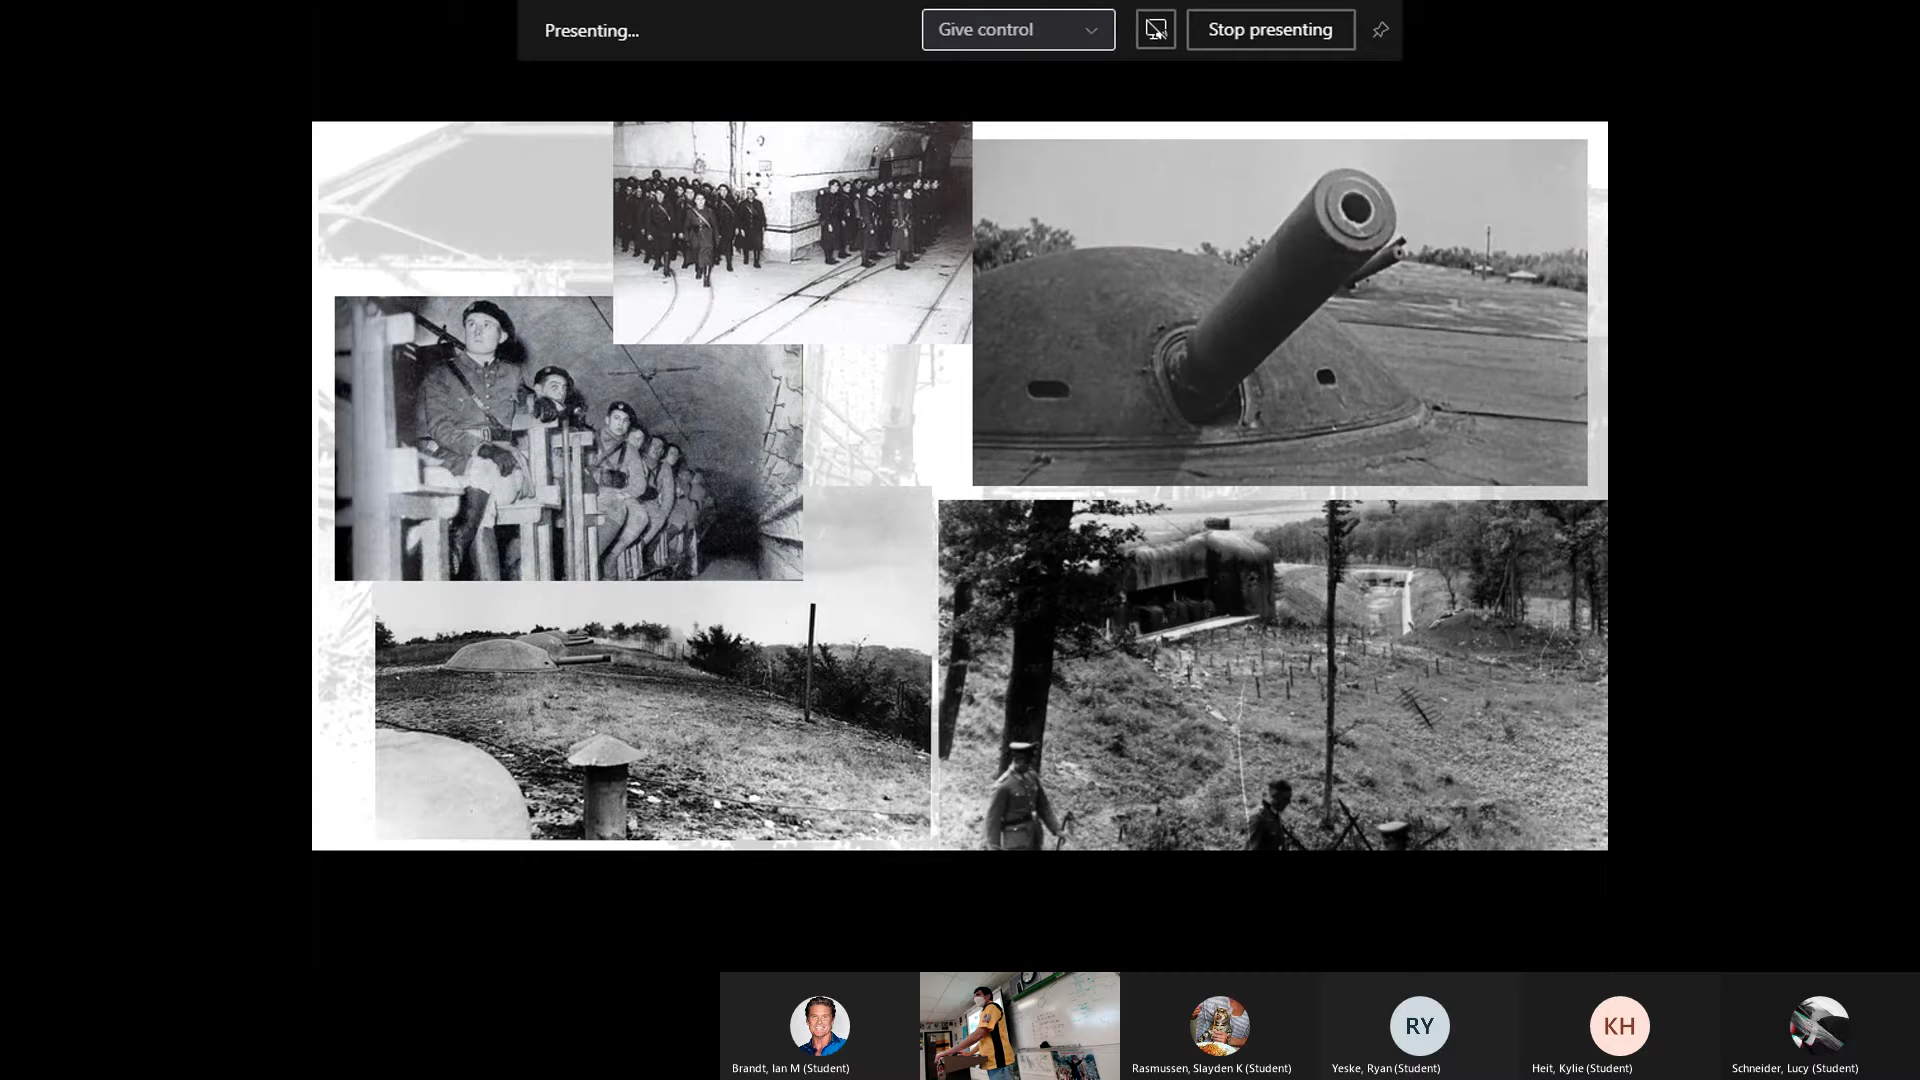 Presenting...
Give control
Stop presenting
RY
KH
Brandt, Ian M (Student)
Rasmussen, Slayden K (Student)
Yeske, Ryan (Student)
Heit, Kylie (Student)
Schneider, Lucy (Student)